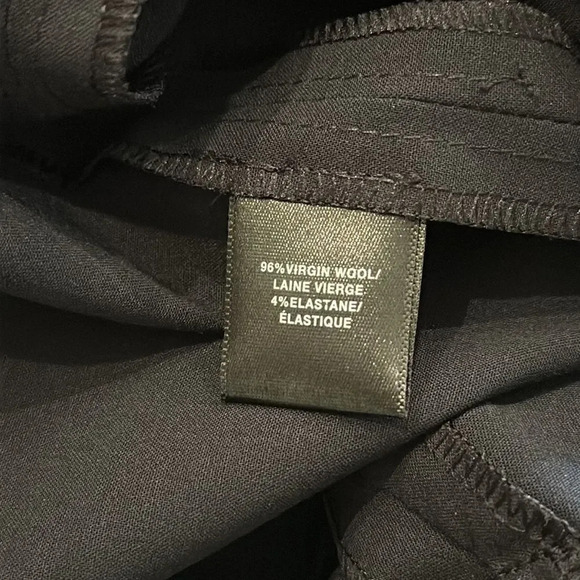 96%VIRGIN WOOL/
LAINE VIERGE
4%ELASTANE/
ÉLASTIQUE